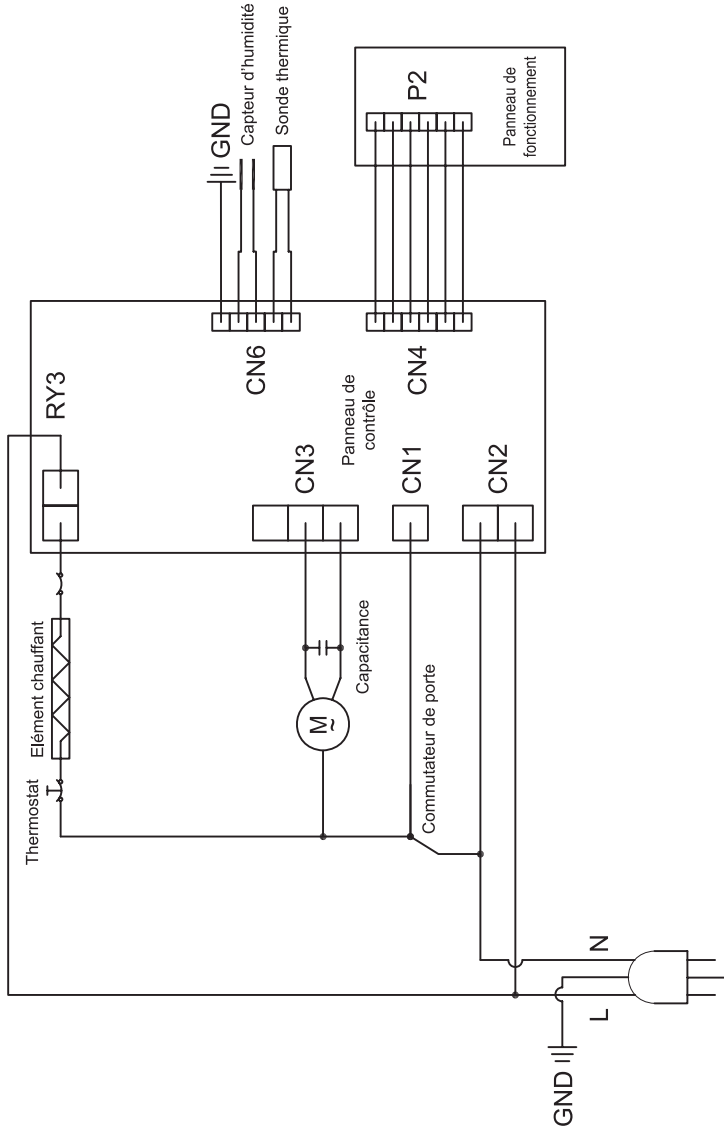 GND
Capteur d'humidité
Sonde thermique
P2
Panneau de
fonctionnement
RY3
CN6
CN4
CN3
Panneau de
contrôle
CN1
CN2
Elément chauffant
Thermostat
M
~
Capacitance
Commutateur de porte
N
L
GND